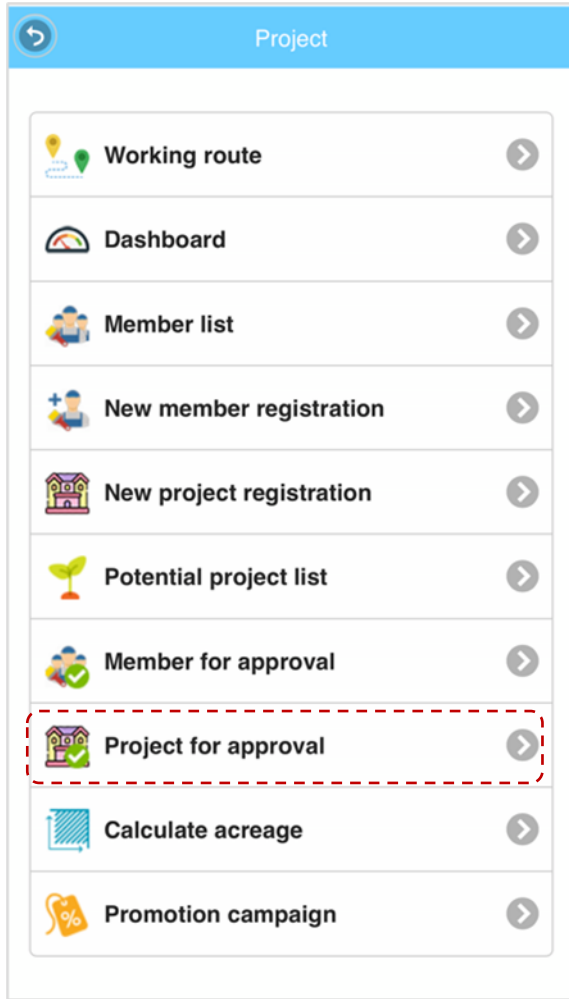 Project
Working route
Dashboard
Member list
New member registration
New project registration
Potential project list
Member for approval
Project for approval
Calculate acreage
%
Promotion campaign